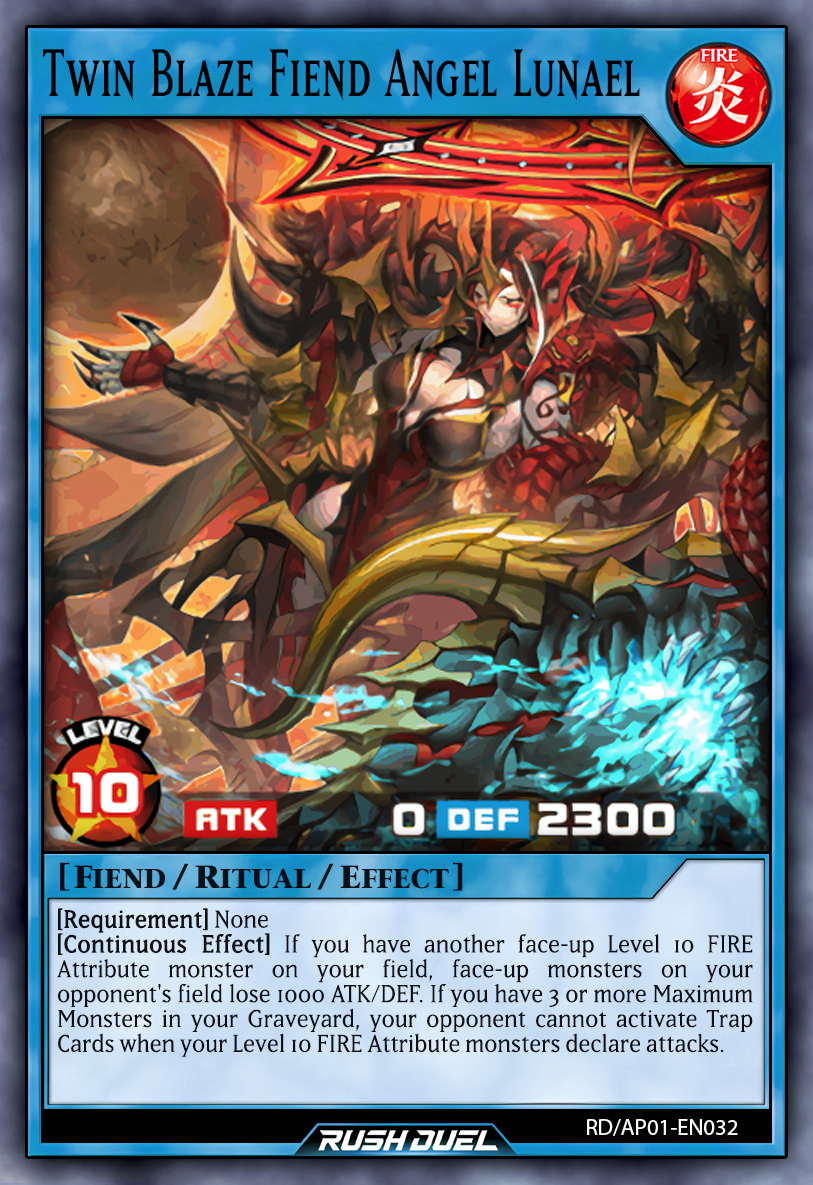 Twin Blaze Fiend Angel Lunael
FIRE
炎
LEVEL
10
ATK 0 DEF 2300
[Fiend / Ritual / Effect]
[Requirement] None
[Continuous Effect] If you have another face-up Level 10 FIRE
Attribute monster on your field, face-up monsters on your
opponent's field lose 1000 ATK/DEF. If you have 3 or more Maximum
Monsters in your Graveyard, your opponent cannot activate Trap
Cards when your Level 10 FIRE Attribute monsters declare attacks.
RUSH DUEL
RD/AP01-EN032